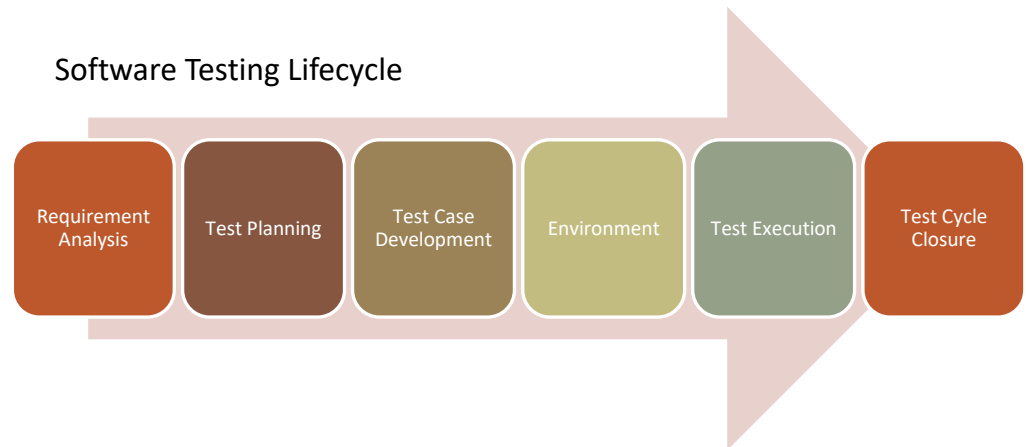 Software Testing Lifecycle
Requirement
Analysis
Test Planning
Test Case
Development
Environment
Test Execution
Test Cycle
Closure